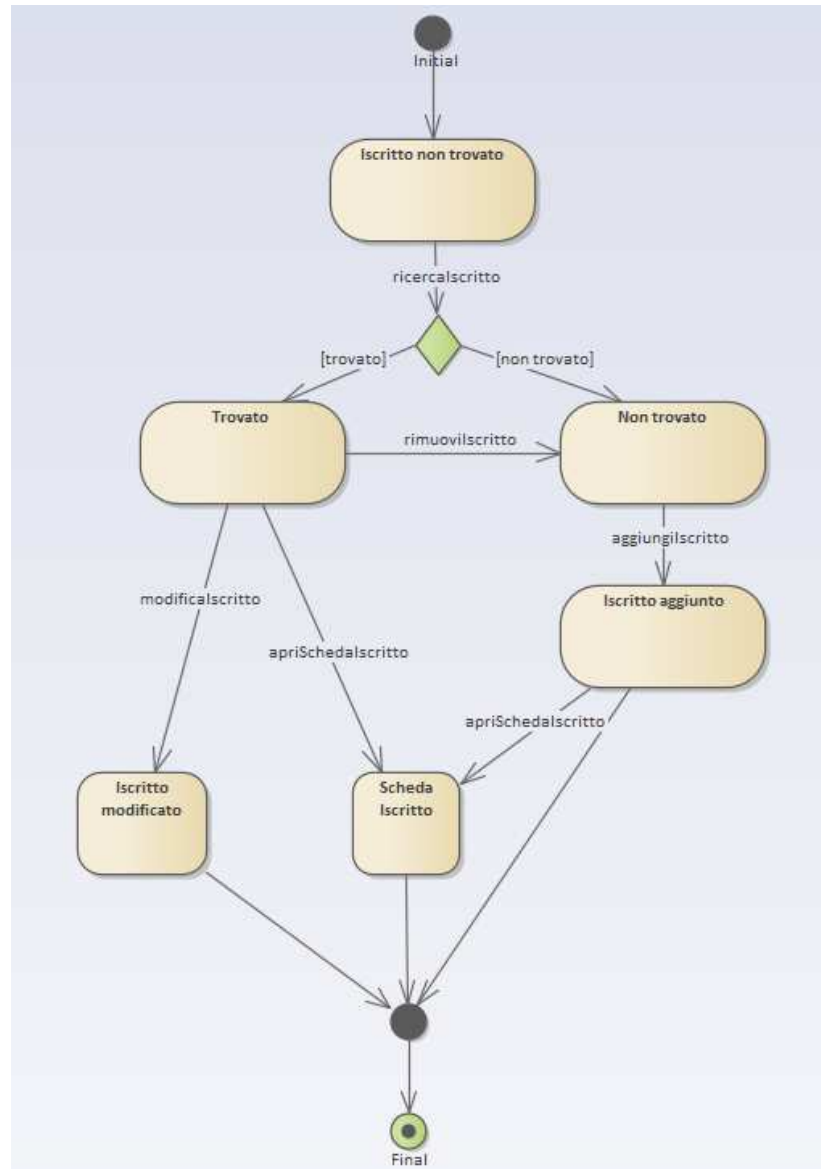 Initial
Iscritto non trovato
ricercaIscritto
[trovato]
[non trovato]
Trovato
Non trovato
rimuoviIscritto
aggiungiIscritto
Iscritto aggiunto
modificaIscritto
apriSchedaIscritto
apriSchedaIscritto
Iscritto
modificato
Scheda
Iscritto
Final